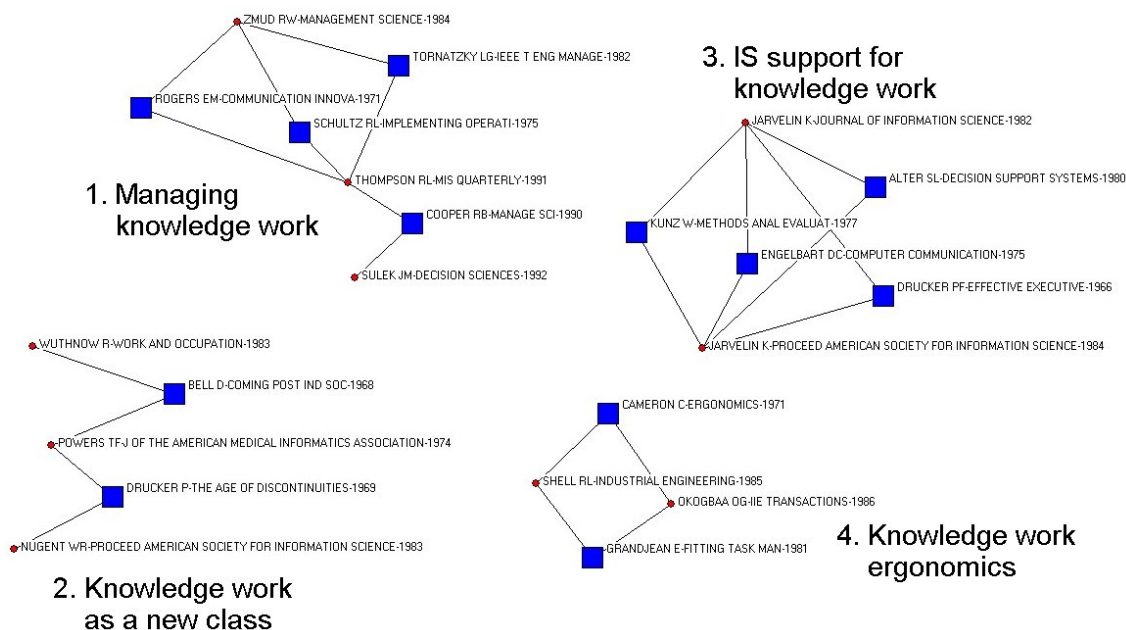 ZMUD RW-MANAGEMENT SCIENCE-1984
TORNATZKY LG-IEEE T ENG MANAGE-1982
ROGERS EM-COMMUNICATION INNOVA-1971
SCHULTZ RL-IMPLEMENTING OPERATI-1975
THOMPSON RL-MIS QUARTERLY-1991
COOPER RB-MANAGE SCI-1990
SULEK JM-DECISION SCIENCES-1992
1. Managing
knowledge work
3. IS support for
knowledge work
JARVELIN K-JOURNAL OF INFORMATION SCIENCE-1982
ALTER SL-DECISION SUPPORT SYSTEMS-1980
KUNZ W-METHODS ANAL EVALUAT-1977
ENGELBART DC-COMPUTER COMMUNICATION-1975
DRUCKER PF-EFFECTIVE EXECUTIVE-1966
JARVELIN K-PROCEED AMERICAN SOCIETY FOR INFORMATION SCIENCE-1984
WUTHNOW R-WORK AND OCCUPATION-1983
BELL D-COMING POST IND SOC-1968
POWERS TF-J OF THE AMERICAN MEDICAL INFORMATICS ASSOCIATION-1974
DRUCKER P-THE AGE OF DISCONTINUITIES-1969
NUGENT WR-PROCEED AMERICAN SOCIETY FOR INFORMATION SCIENCE-1983
2. Knowledge work
as a new class
CAMERON C-ERGONOMICS-1971
SHELL RL-INDUSTRIAL ENGINEERING-1985
OKOGBAA OG-IIE TRANSACTIONS-1986
GRANDJEAN E-FITTING TASK MAN-1981
4. Knowledge work
ergonomics